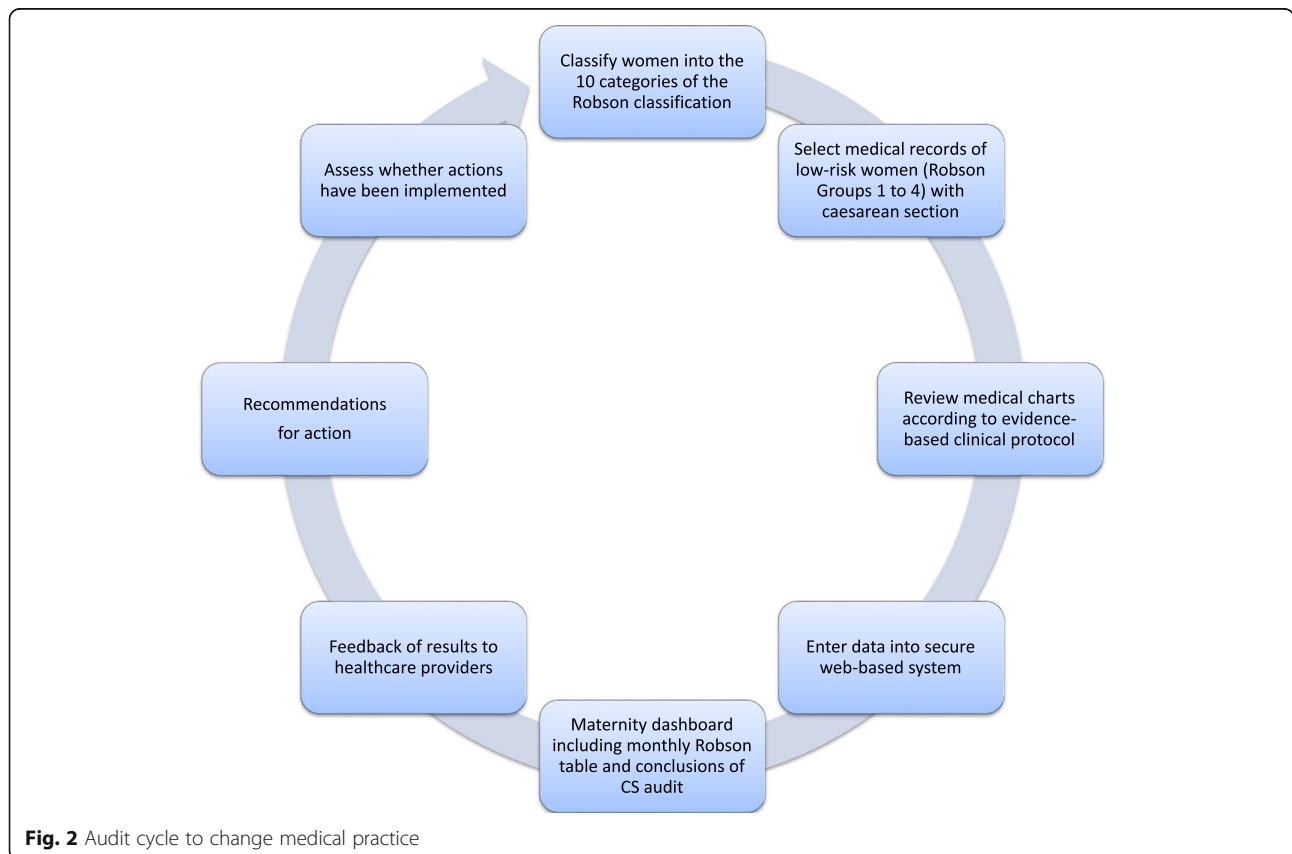 Classify women into the
10 categories of the
Robson classification
Select medical records of
low-risk women (Robson
Groups 1 to 4) with
caesarean section
Review medical charts
according to evidence-
based clinical protocol
Enter data into secure
web-based system
Maternity dashboard
including monthly Robson
table and conclusions of
CS audit
Feedback of results to
healthcare providers
Recommendations
for action
Assess whether actions
have been implemented
Fig. 2 Audit cycle to change medical practice